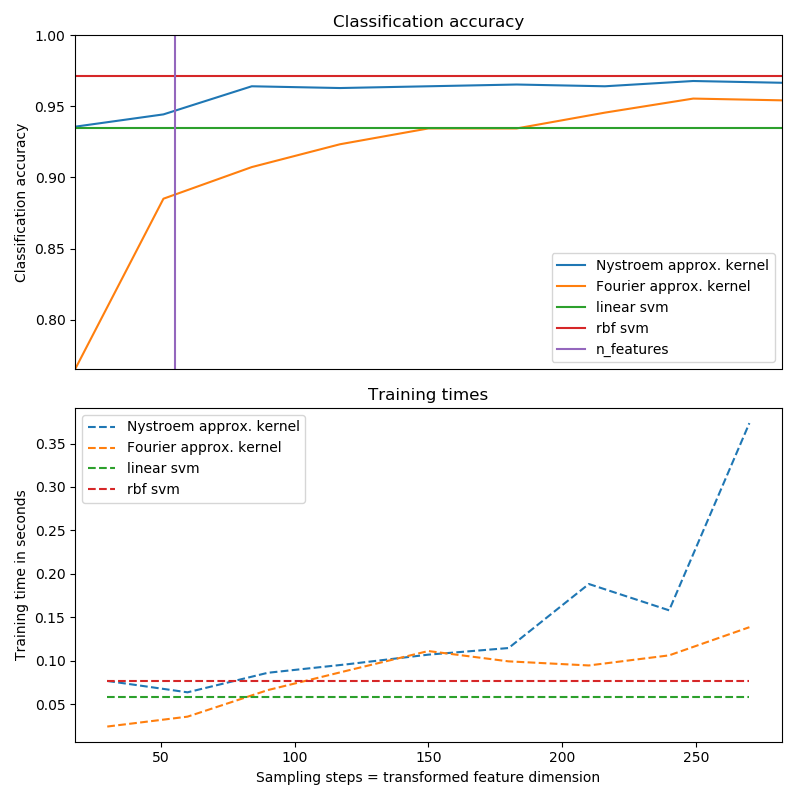 Classification accuracy
1.00
0.95
0.90
0.85
0.80
Classification accuracy
Nystroem approx. kernel
Fourier approx. kernel
linear svm
rbf svm
n_features
Training times
0.35
0.30
0.25
0.20
0.15
0.10
0.05
Training time in seconds
Nystroem approx. kernel
Fourier approx. kernel
linear svm
rbf svm
50 100 150 200 250
Sampling steps = transformed feature dimension